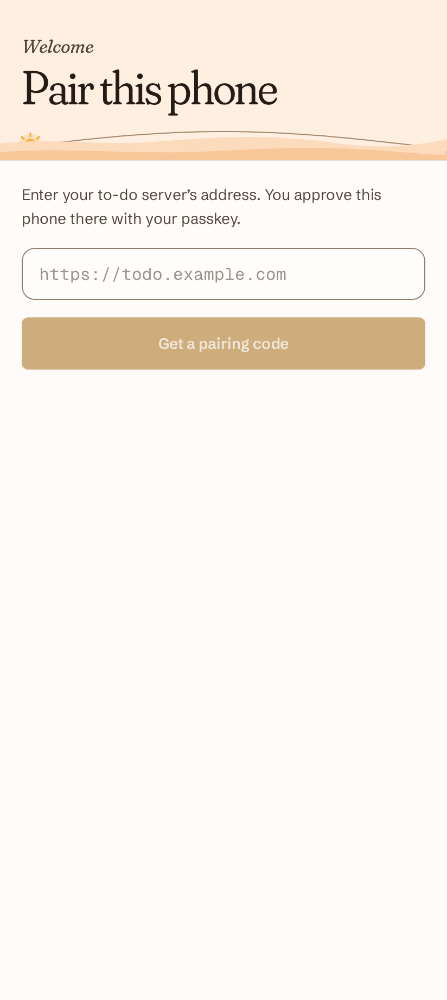 Welcome
Pair this phone
Enter your to-do server’s address. You approve this
phone there with your passkey.
https://todo.example.com
Get a pairing code